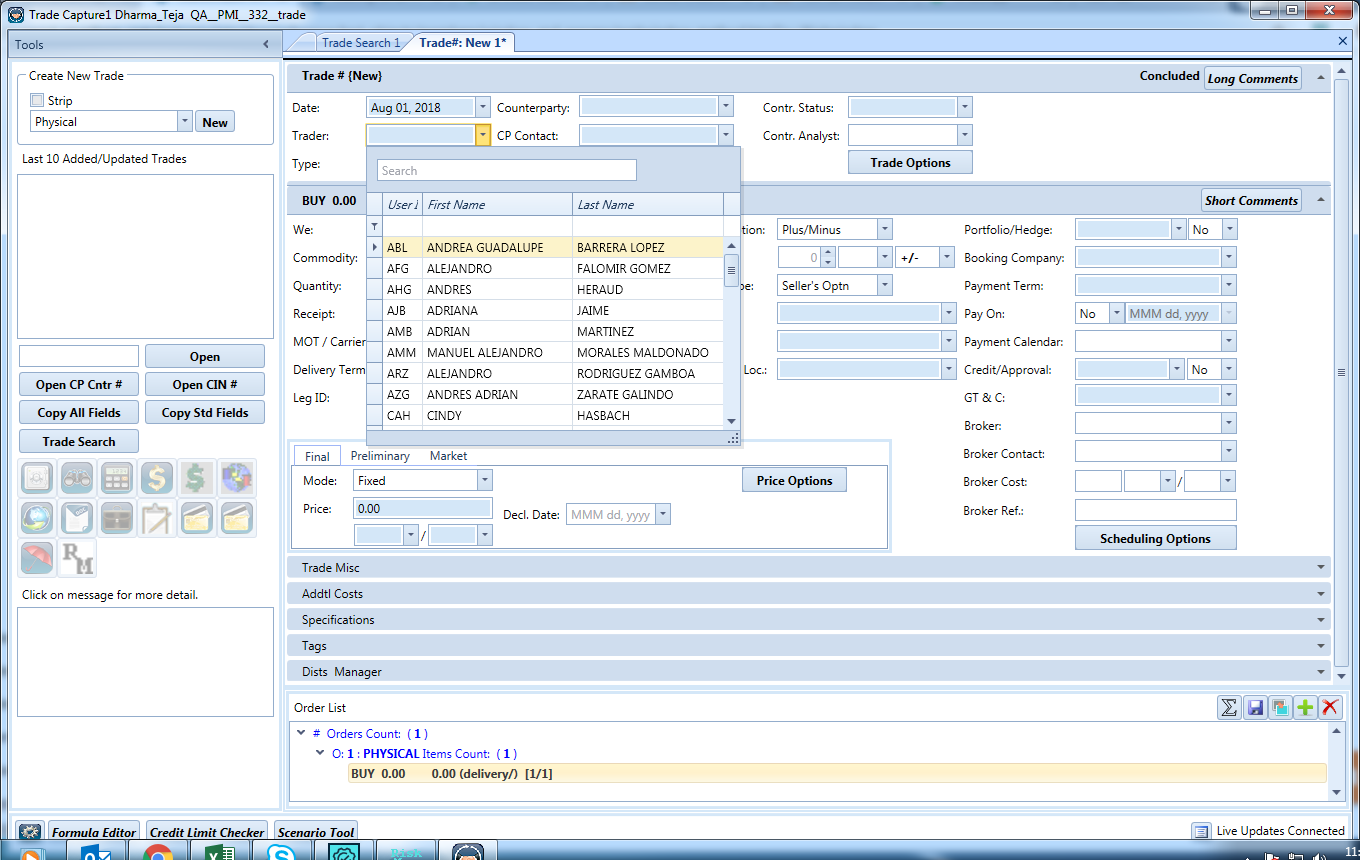 Trade Capture1 Dharma_Teja QA__PMI__332__trade
Tools
Trade Search 1
Trade#: New 1*
Create New Trade
Strip
Physical
New
Last 10 Added/Updated Trades
Open
Open CP Cntr #
Open CIN #
Copy All Fields
Copy Std Fields
Trade Search
RM
Click on message for more detail.
Trade # {New}
Concluded
Long Comments
Date:
Aug 01, 2018
Counterparty:
Contr. Status:
Trader:
CP Contact:
Contr. Analyst:
Type:
Trade Options
Search
User I
First Name
Last Name
ABL ANDREA GUADALUPE BARRERA LOPEZ
AFG ALEJANDRO FALOMIR GOMEZ
AHG ANDRES HERAUD
AJB ADRIANA JAIME
AMB ADRIAN MARTINEZ
AMM MANUEL ALEJANDRO MORALES MALDONADO
ARZ ALEJANDRO RODRIGUEZ GAMBOA
AZG ANDRES ADRIAN ZARATE GALINDO
CAH CINDY HASBACH
BUY 0.00
Short Comments
We:
Commodity:
Quantity:
Receipt:
MOT / Carrier
Delivery Term
Leg ID:
tion:
Plus/Minus
0
+/-
pe:
Seller's Optn
Loc.:
Portfolio/Hedge:
No
Booking Company:
Payment Term:
Pay On:
No
MMM dd, yyyy
Payment Calendar:
Credit/Approval:
No
GT & C:
Broker:
Broker Contact:
Broker Cost:
/
Broker Ref.:
Scheduling Options
Final
Preliminary
Market
Mode:
Fixed
Price Options
Price:
0.00
Decl. Date:
MMM dd, yyyy
/
Trade Misc
Addtl Costs
Specifications
Tags
Dists Manager
Order List
# Orders Count: ( 1 )
O: 1 : PHYSICAL Items Count: ( 1 )
BUY 0.00 0.00 (delivery/) [1/1]
Formula Editor
Credit Limit Checker
Scenario Tool
Live Updates Connected
11: